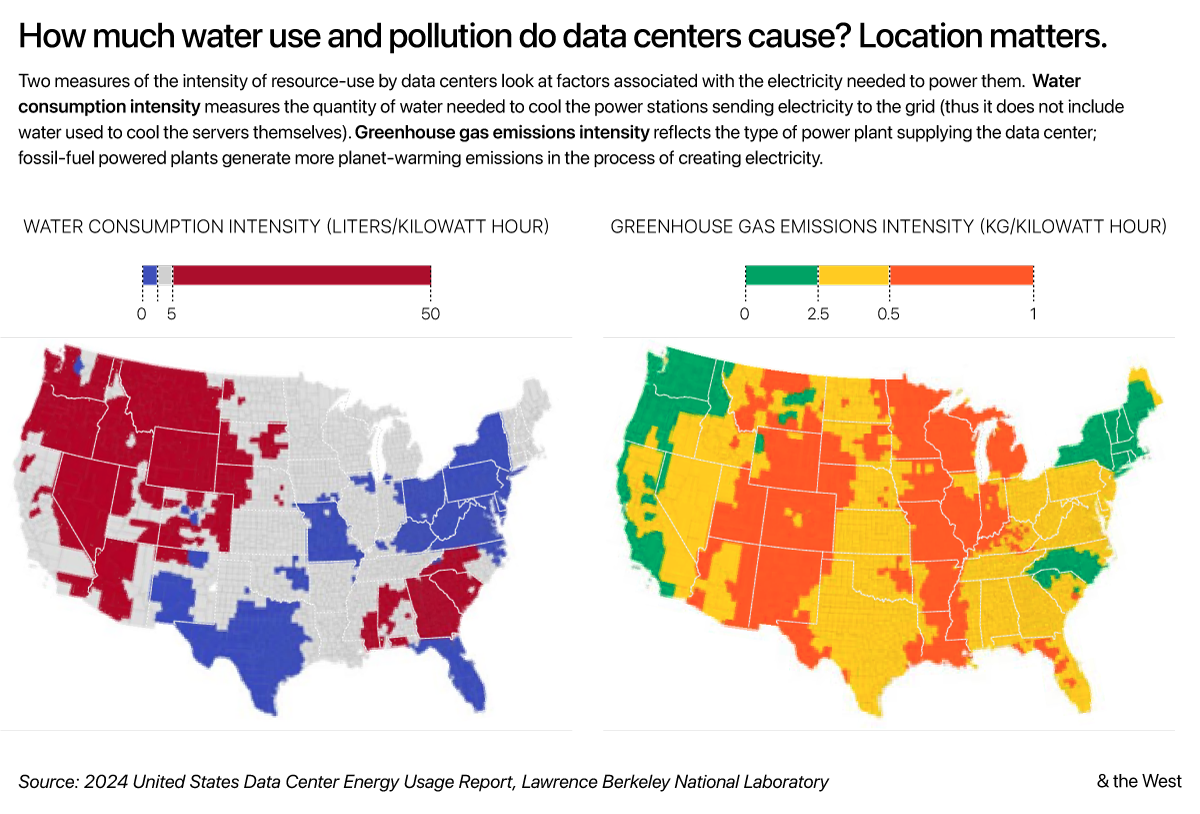 How much water use and pollution do data centers cause? Location matters.
Two measures of the intensity of resource-use by data centers look at factors associated with the electricity needed to power them. Water
consumption intensity measures the quantity of water needed to cool the power stations sending electricity to the grid (thus it does not include
water used to cool the servers themselves). Greenhouse gas emissions intensity reflects the type of power plant supplying the data center;
fossil-fuel powered plants generate more planet-warming emissions in the process of creating electricity.
WATER CONSUMPTION INTENSITY (LITERS/KILOWATT HOUR)
0 5 50
GREENHOUSE GAS EMISSIONS INTENSITY (KG/KILOWATT HOUR)
0 2.5 0.5 1
Source: 2024 United States Data Center Energy Usage Report, Lawrence Berkeley National Laboratory
& the West